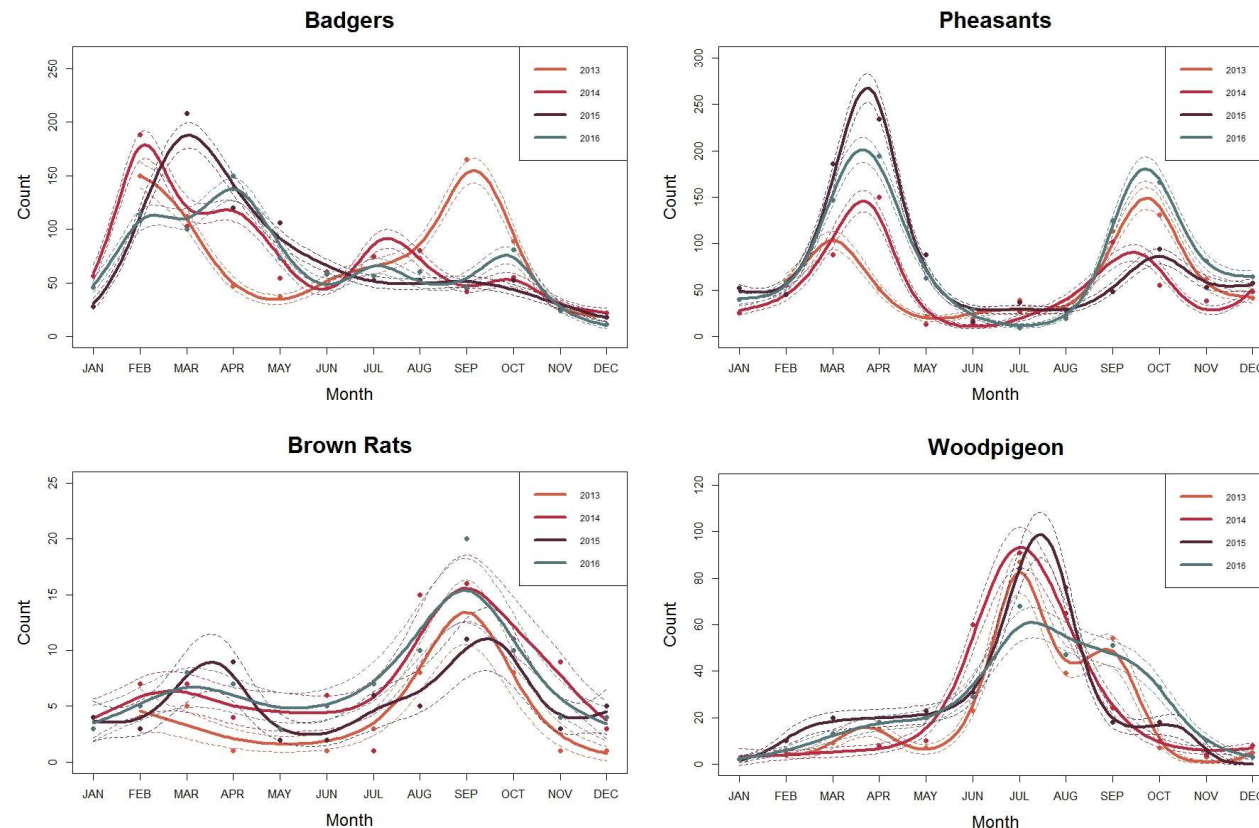 Badgers
Count
250
200
150
100
50
0
2013
2014
2015
2016
JAN FEB MAR APR MAY JUN JUL AUG SEP OCT NOV DEC
Month
Pheasants
Count
300
250
200
150
100
50
0
2013
2014
2015
2016
JAN FEB MAR APR MAY JUN JUL AUG SEP OCT NOV DEC
Month
Brown Rats
Count
25
20
15
10
5
0
2013
2014
2015
2016
JAN FEB MAR APR MAY JUN JUL AUG SEP OCT NOV DEC
Month
Woodpigeon
Count
120
100
80
60
40
20
0
2013
2014
2015
2016
JAN FEB MAR APR MAY JUN JUL AUG SEP OCT NOV DEC
Month